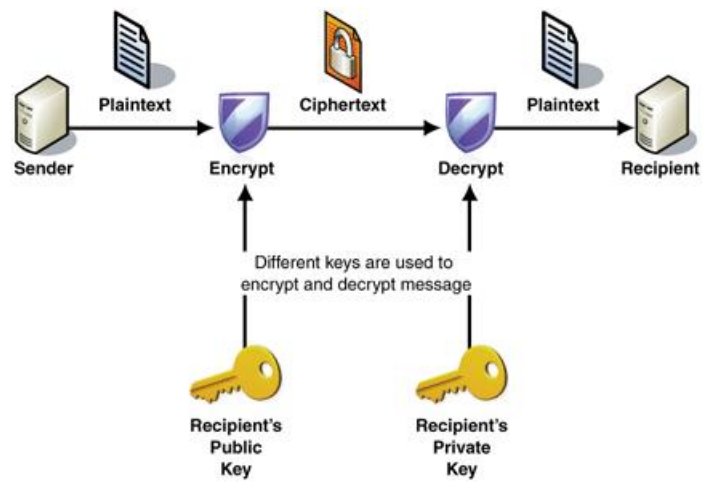 Plaintext
Ciphertext
Plaintext
Sender
Encrypt
Decrypt
Recipient
Different keys are used to
encrypt and decrypt message
Recipient's
Public
Key
Recipient's
Private
Key